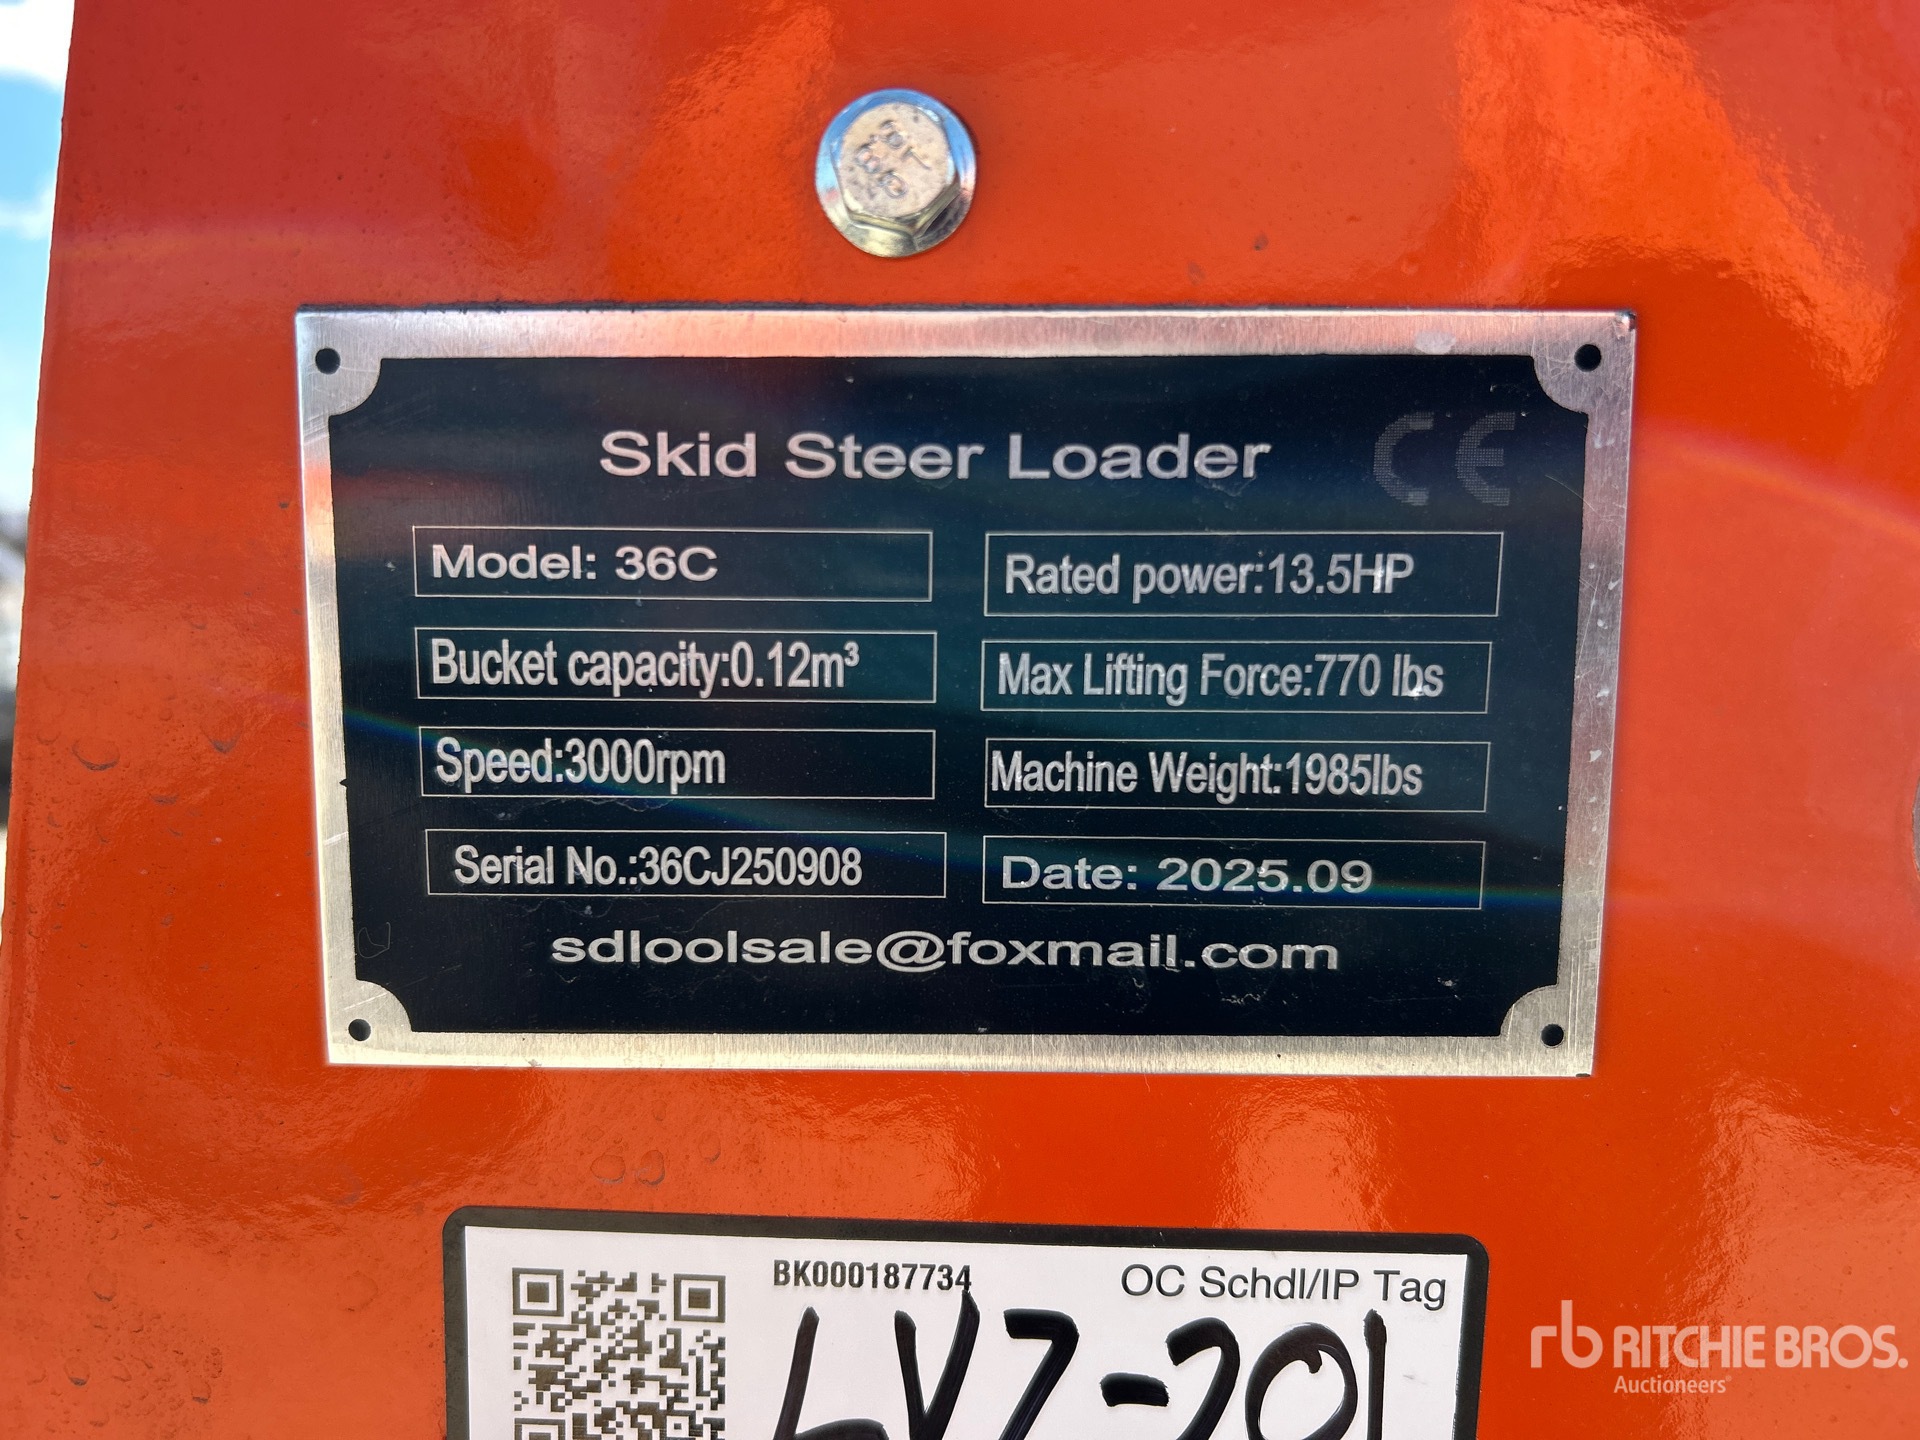 Skid Steer Loader CE
Model: 36C
Rated power:13.5HP
Bucket capacity:0.12m³
Max Lifting Force:770 lbs
Speed:3000rpm
Machine Weight:1985lbs
Serial No.:36CJ250908
Date: 2025.09
sdloolsale@foxmail.com
BK000187734
OC Schdl/IP Tag
rb RITCHIE BROS.
Auctioneers